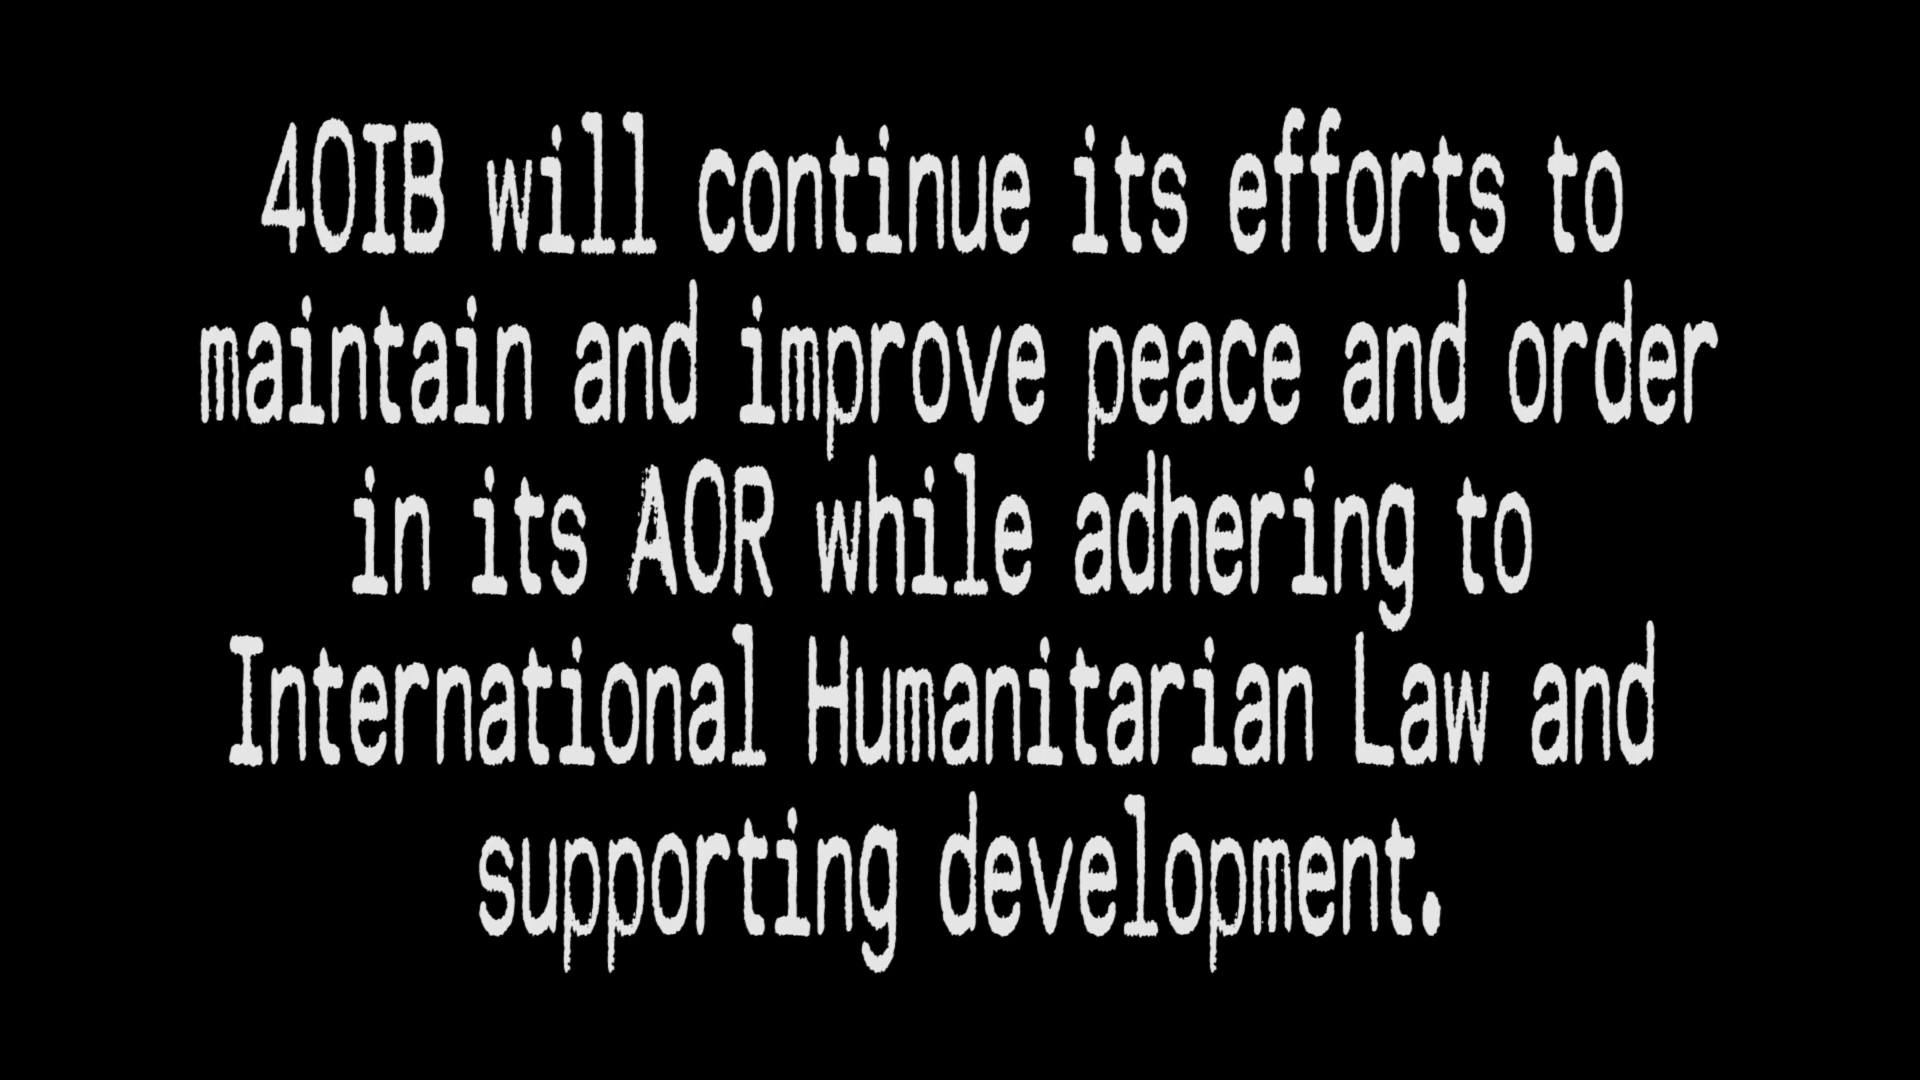 40IB will continue its efforts to
maintain and improve peace and order
in its AOR while adhering to
International Humanitarian Law and
supporting development.